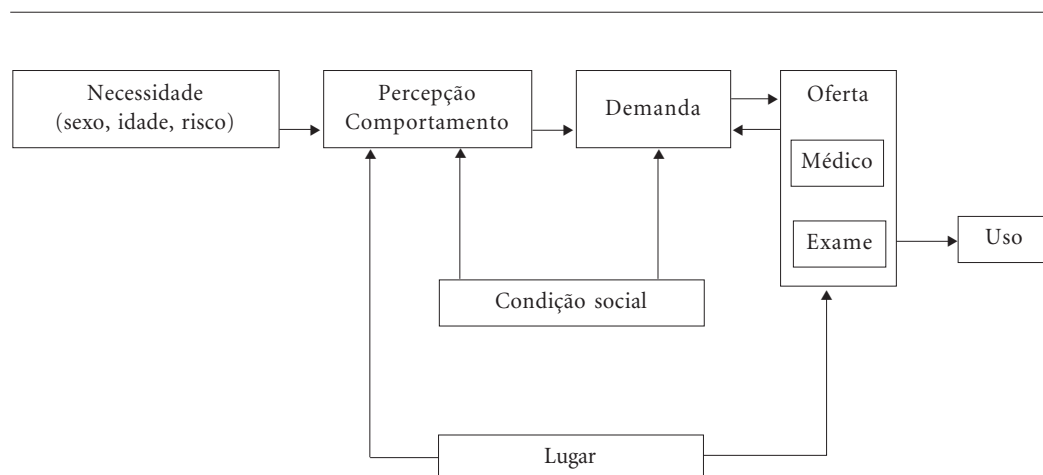 Necessidade
(sexo, idade, risco)
Percepção
Comportamento
Demanda
Oferta
Médico
Exame
Uso
Condição social
Lugar